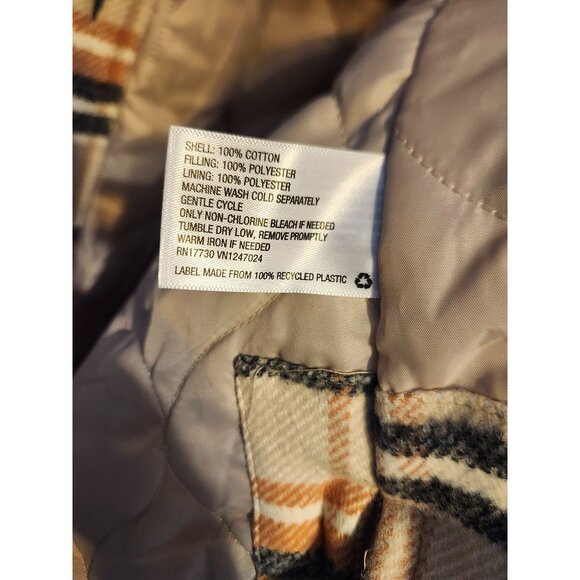 SHELL: 100% COTTON
FILLING: 100% POLYESTER
LINING: 100% POLYESTER
MACHINE WASH COLD SEPARATELY
GENTLE CYCLE
ONLY NON-CHLORINE BLEACH IF NEEDED
TUMBLE DRY LOW, REMOVE PROMPTLY
WARM IRON IF NEEDED
RN17730 VN1247024
LABEL MADE FROM 100% RECYCLED PLASTIC